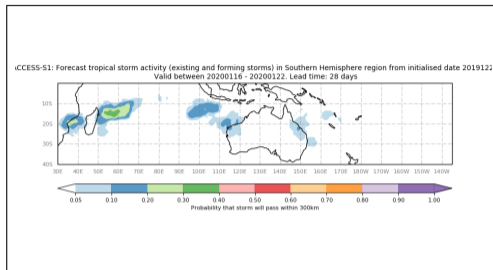 ACCESS-S1: Forecast tropical storm activity (existing and forming storms) in Southern Hemisphere region from initialised date 2019122
Valid between 20200116 - 20200122. Lead time: 28 days
10S
20S
30S
40S
30E 40E 50E 60E 70E 80E 90E 100E 110E 120E 130E 140E 150E 160E 170E 180E 170W 180W 170W 160W 150W 140W
0.05 0.10 0.20 0.30 0.40 0.50 0.60 0.70 0.80 0.90 1.00
Probability that storm will pass within 300km